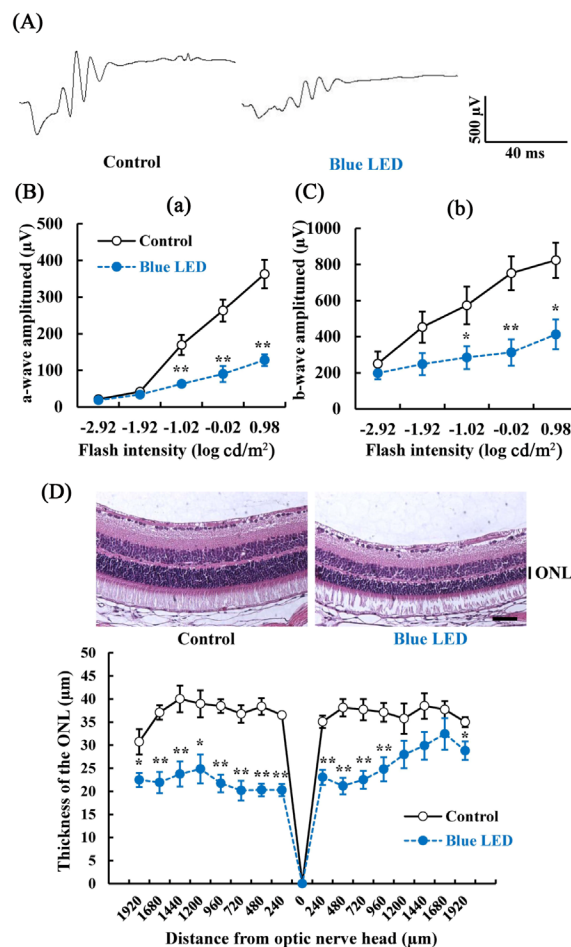 (A)
500 µV
40 ms
Control
Blue LED
(B)
(a)
a-wave amplituned (µV)
500
400
300
200
100
0
Control
Blue LED
**
**
**
-2.92 -1.92 -1.02 -0.02 0.98
Flash intensity (log cd/m²)
(C)
(b)
b-wave amplituned (µV)
1000
800
600
400
200
0
*
**
*
-2.92 -1.92 -1.02 -0.02 0.98
Flash intensity (log cd/m²)
(D)
ONL
Control
Blue LED
Thickness of the ONL (µm)
50
45
40
35
30
25
20
15
10
5
0
* ** ** * ** ** ** ** ** ** ** ** *
Control
Blue LED
1920 1680 1440 1200 960 720 480 240 0 240 480 720 960 1200 1440 1680 1920
Distance from optic nerve head (µm)